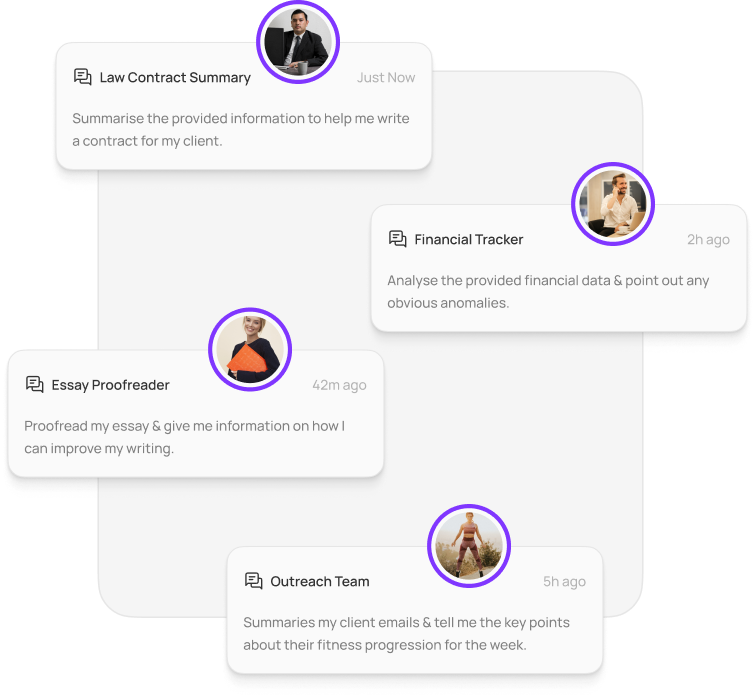 Law Contract Summary Just Now
Summarise the provided information to help me write
a contract for my client.
Financial Tracker 2h ago
Analyse the provided financial data & point out any
obvious anomalies.
Essay Proofreader 42m ago
Proofread my essay & give me information on how I
can improve my writing.
Outreach Team 5h ago
Summaries my client emails & tell me the key points
about their fitness progression for the week.